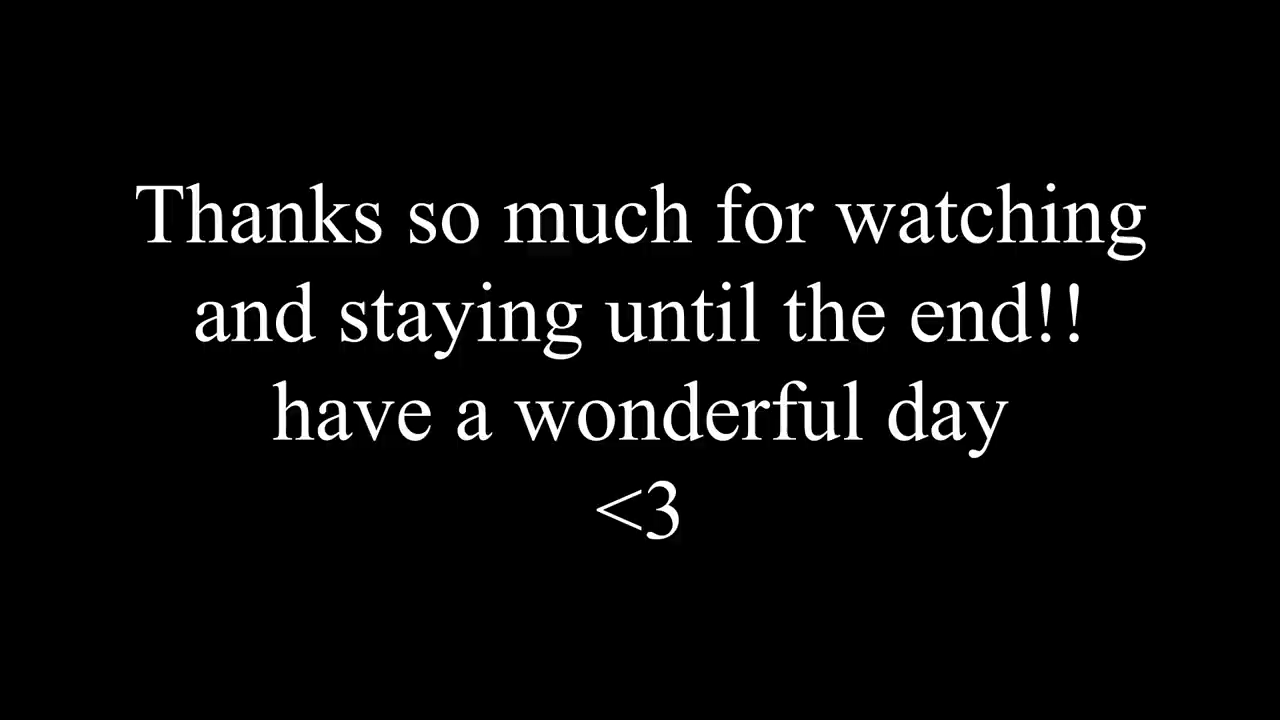 Thanks so much for watching
and staying until the end!!
have a wonderful day
<3